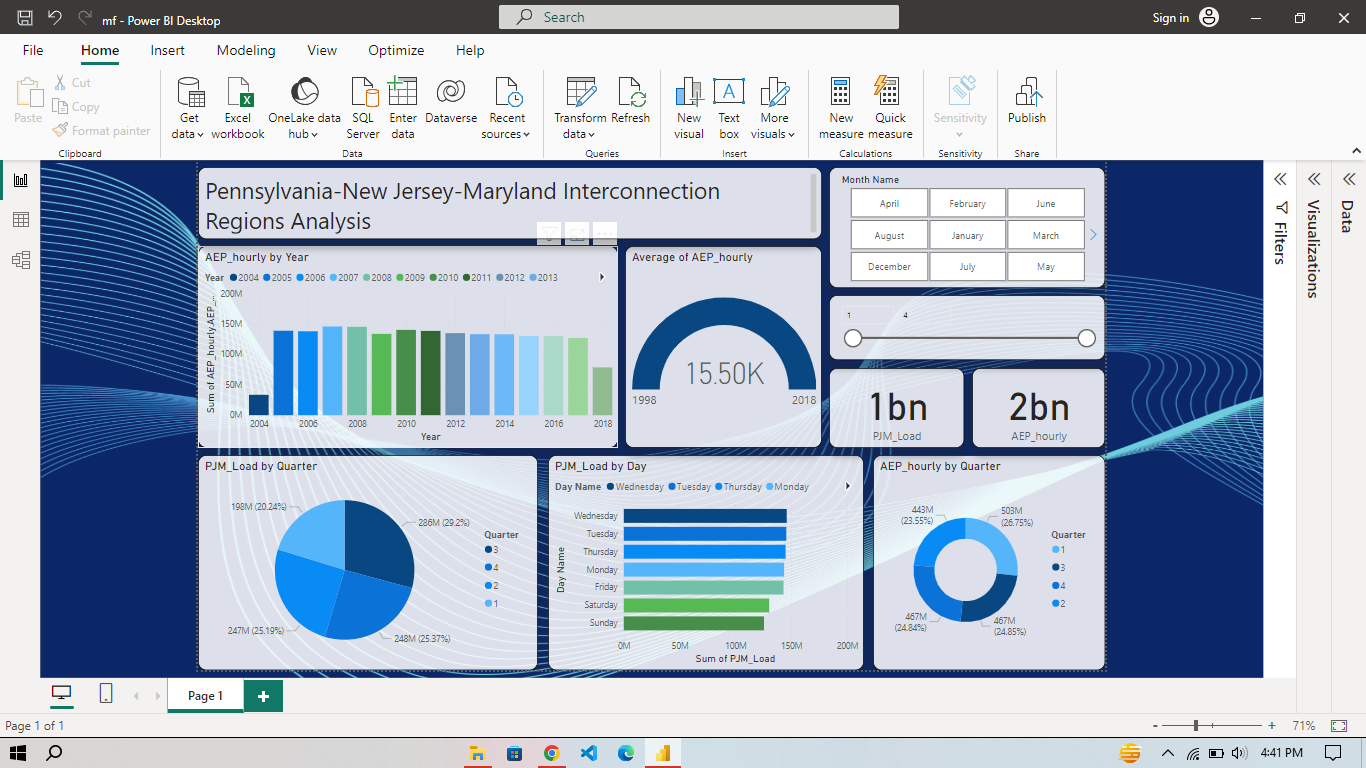 mf - Power BI Desktop
Search
Sign in
File Home Insert Modeling View Optimize Help
Paste
Cut
Copy
Format painter
Clipboard
Get data
Excel workbook
OneLake data hub
SQL Server
Enter data
Dataverse
Recent sources
Data
Transform data
Refresh
Queries
New visual
Text box
More visuals
Insert
New measure
Quick measure
Calculations
Sensitivity
Sensitivity
Publish
Share
Pennsylvania-New Jersey-Maryland Interconnection
Regions Analysis
Month Name
April February June
August January March
December July May
Filters
Visualizations
Data
AEP_hourly by Year
Year 2004 2005 2006 2007 2008 2009 2010 2011 2012 2013
Sum of AEP_hourly.AEP_...
200M
150M
100M
50M
0M
2004 2006 2008 2010 2012 2014 2016 2018
Year
Average of AEP_hourly
15.50K
1998 2018
1 4
1bn
PJM_Load
2bn
AEP_hourly
PJM_Load by Quarter
198M (20.24%)
286M (29.2%)
247M (25.19%)
248M (25.37%)
Quarter
3
4
2
1
PJM_Load by Day
Day Name Wednesday Tuesday Thursday Monday
Day Name
Wednesday
Tuesday
Thursday
Monday
Friday
Saturday
Sunday
0M 50M 100M 150M 200M
Sum of PJM_Load
AEP_hourly by Quarter
443M
(23.55%)
503M
(26.75%)
467M
(24.84%)
467M
(24.85%)
Quarter
1
3
4
2
Page 1
Page 1 of 1
- + 71%
4:41 PM